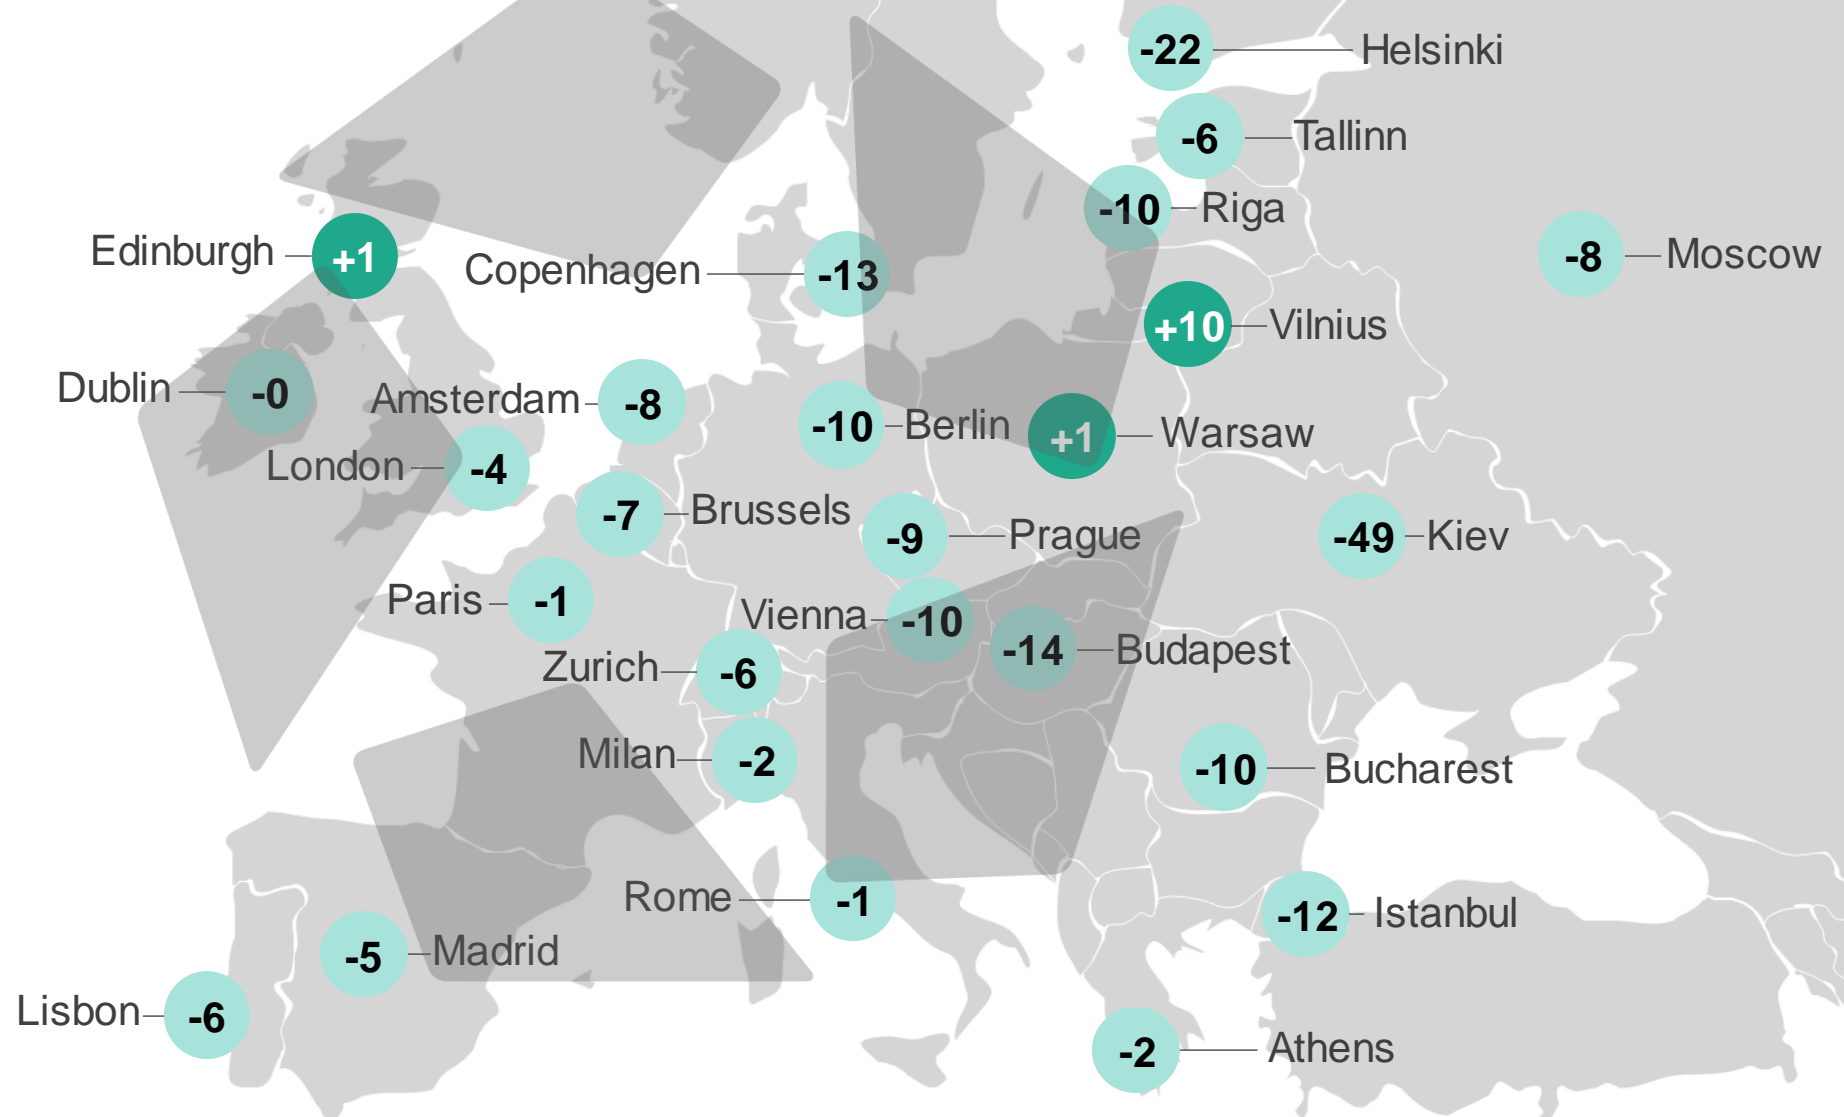 -22 Helsinki
-6 Tallinn
-10 Riga
Edinburgh +1
Copenhagen -13
-8 Moscow
+10 Vilnius
Dublin -0
Amsterdam -8
-10 Berlin
+1 Warsaw
London -4
-7 Brussels
-9 Prague
-49 Kiev
Paris -1
Vienna -10
-14 Budapest
Zurich -6
Milan -2
-10 Bucharest
Rome -1
-12 Istanbul
-5 Madrid
Lisbon -6
-2 Athens